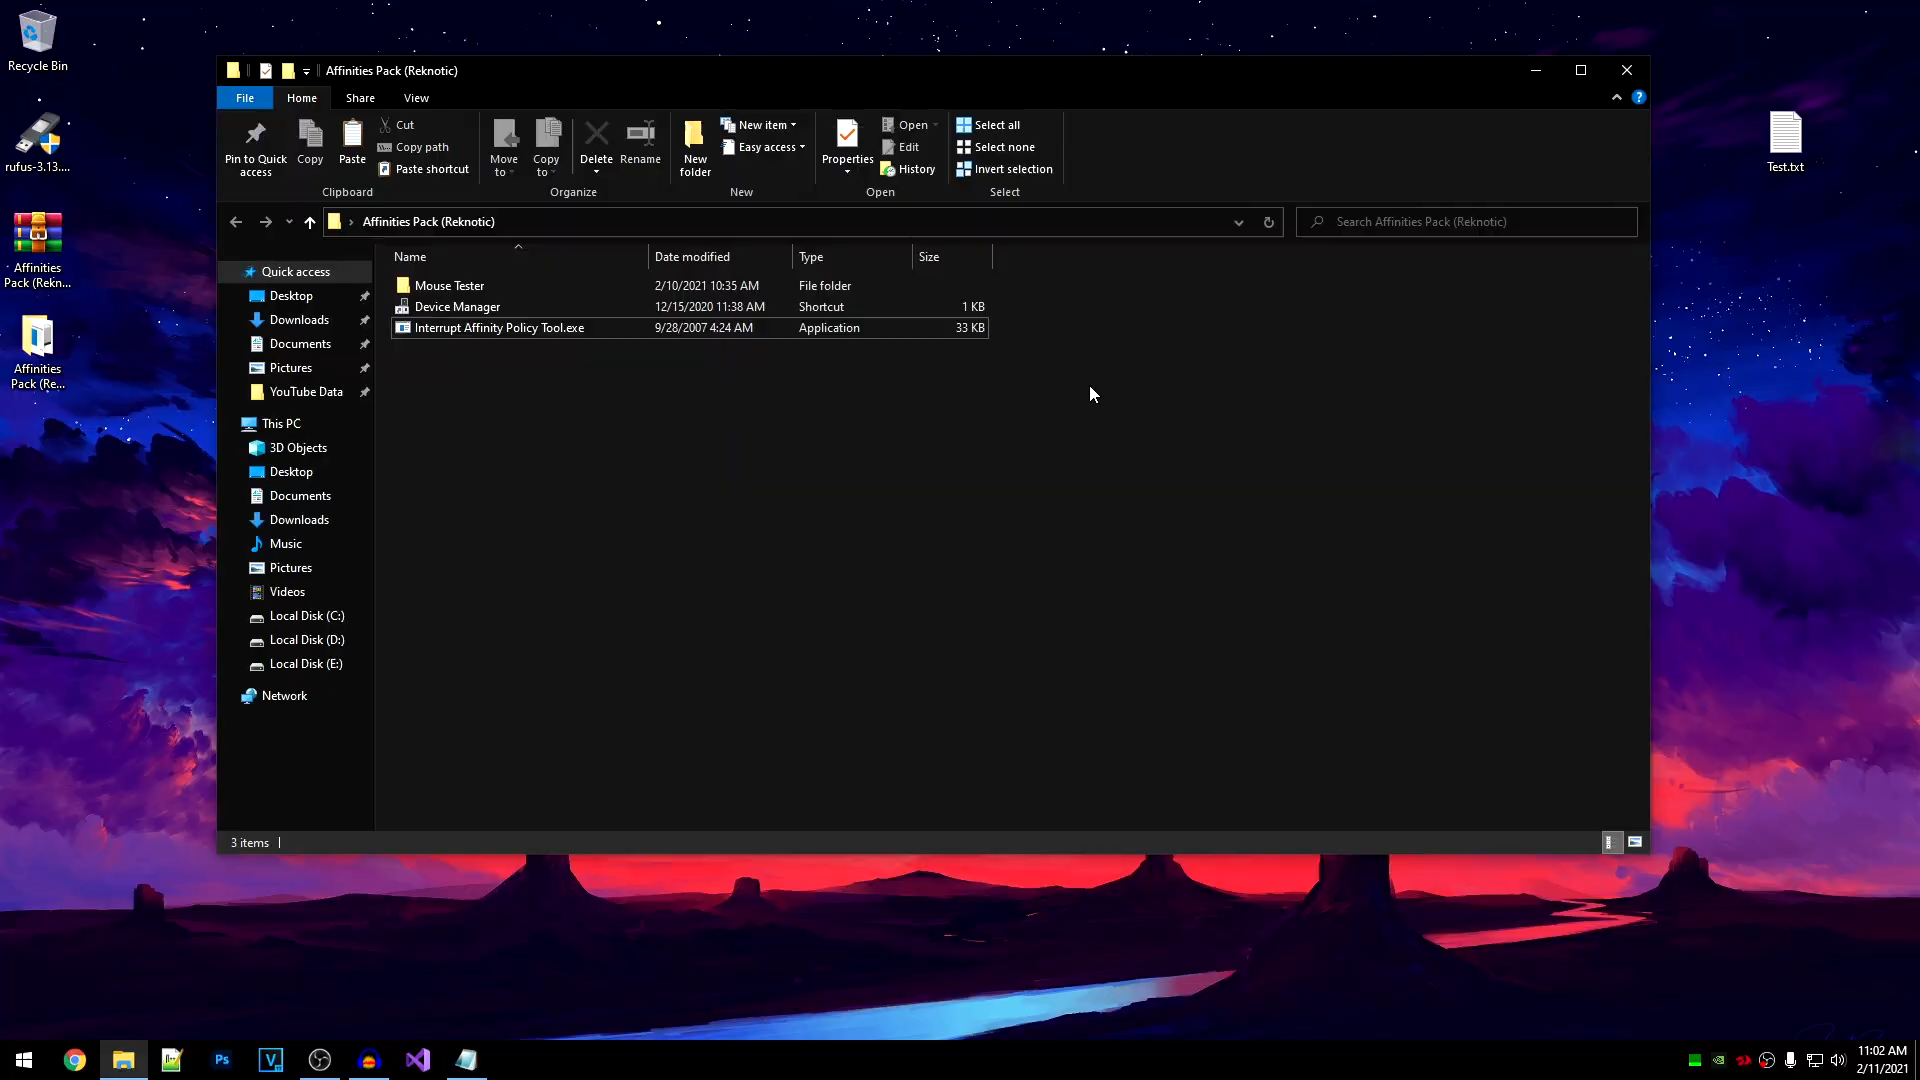 Recycle Bin
rufus-3.13....
Affinities
Pack (Rekn...
Affinities
Pack (Re...
Test.txt
Affinities Pack (Reknotic)
File Home Share View
Pin to Quick
access
Copy
Paste
Cut
Copy path
Paste shortcut
Clipboard
Move
to
Copy
to
Delete
Rename
Organize
New
folder
New item
Easy access
New
Properties
Open
Edit
History
Open
Select all
Select none
Invert selection
Select
Affinities Pack (Reknotic)
Search Affinities Pack (Reknotic)
Name Date modified Type Size
Mouse Tester 2/10/2021 10:35 AM File folder
Device Manager 12/15/2020 11:38 AM Shortcut 1 KB
Interrupt Affinity Policy Tool.exe 9/28/2007 4:24 AM Application 33 KB
Quick access
Desktop
Downloads
Documents
Pictures
YouTube Data
This PC
3D Objects
Desktop
Documents
Downloads
Music
Pictures
Videos
Local Disk (C:)
Local Disk (D:)
Local Disk (E:)
Network
3 items
Ps
V
11:02 AM
2/11/2021